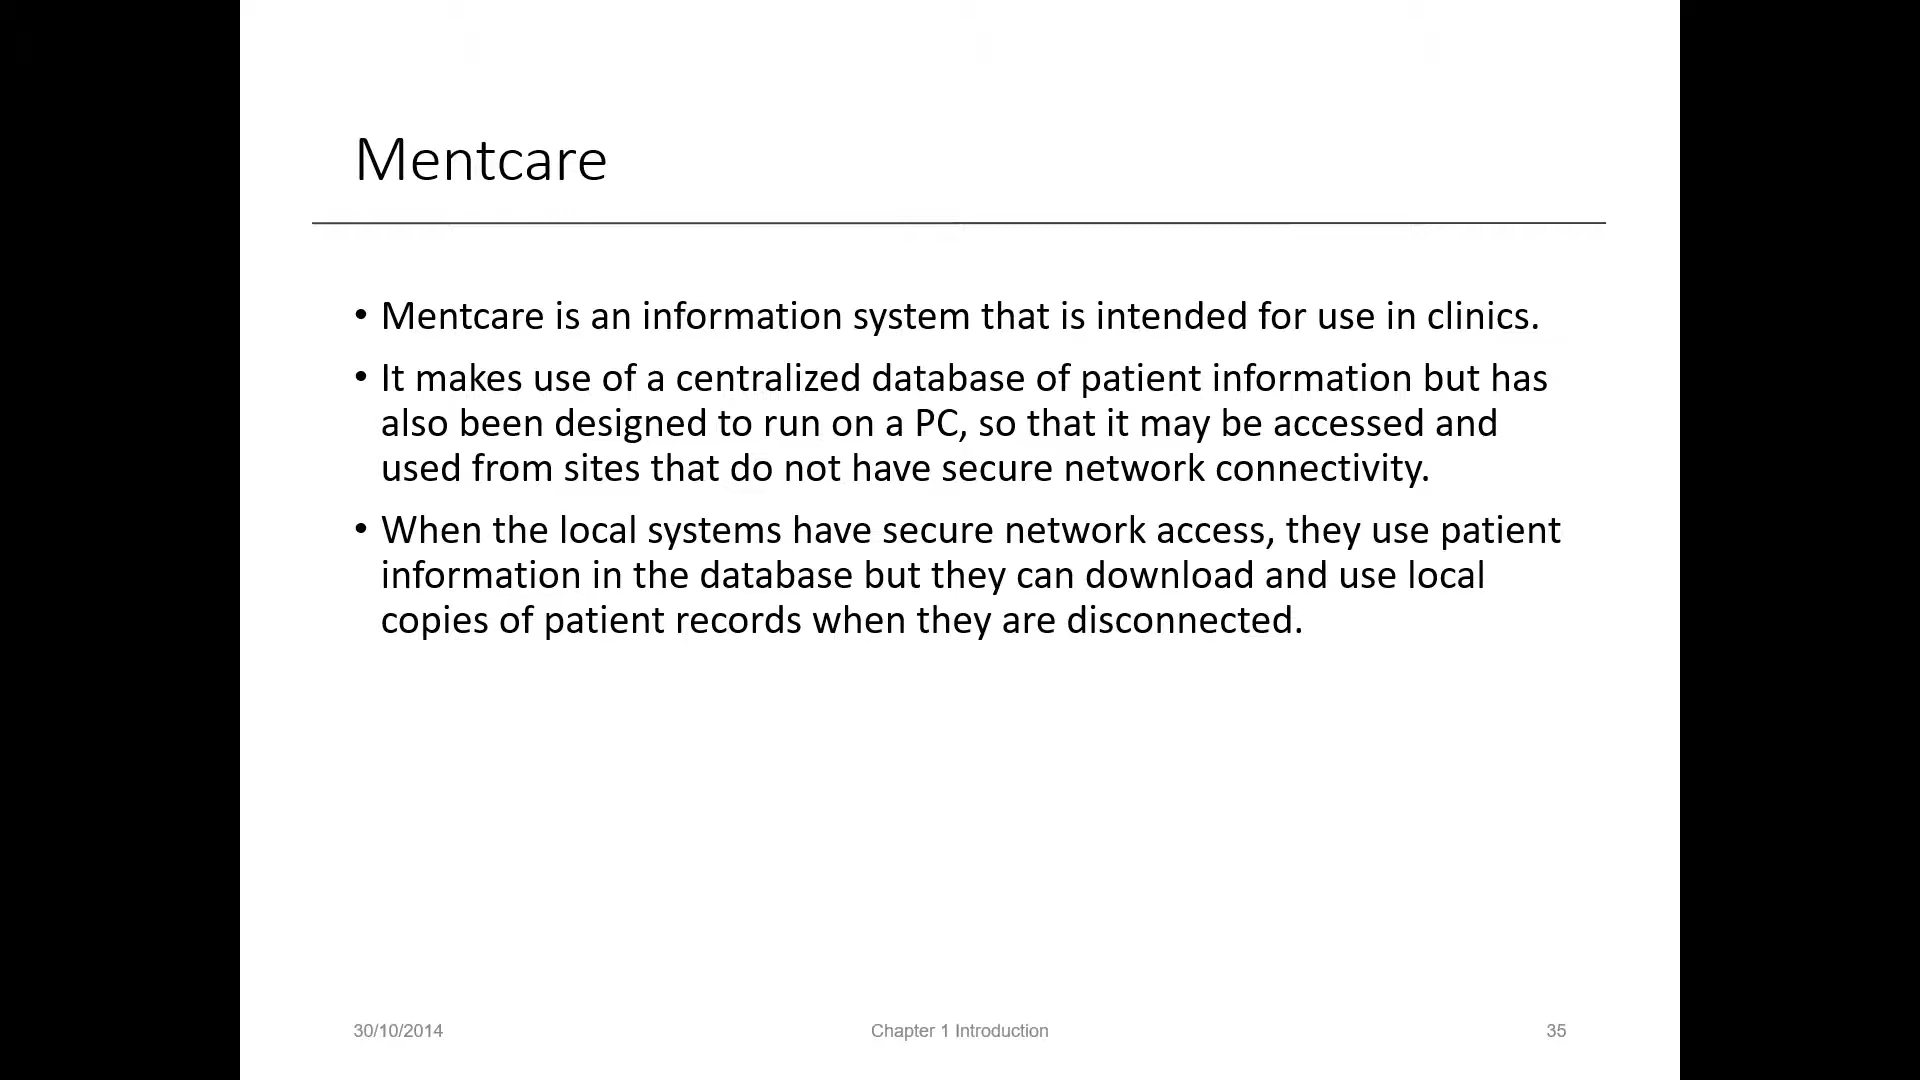 Mentcare
• Mentcare is an information system that is intended for use in clinics.
• It makes use of a centralized database of patient information but has
also been designed to run on a PC, so that it may be accessed and
used from sites that do not have secure network connectivity.
• When the local systems have secure network access, they use patient
information in the database but they can download and use local
copies of patient records when they are disconnected.
30/10/2014
Chapter 1 Introduction
35